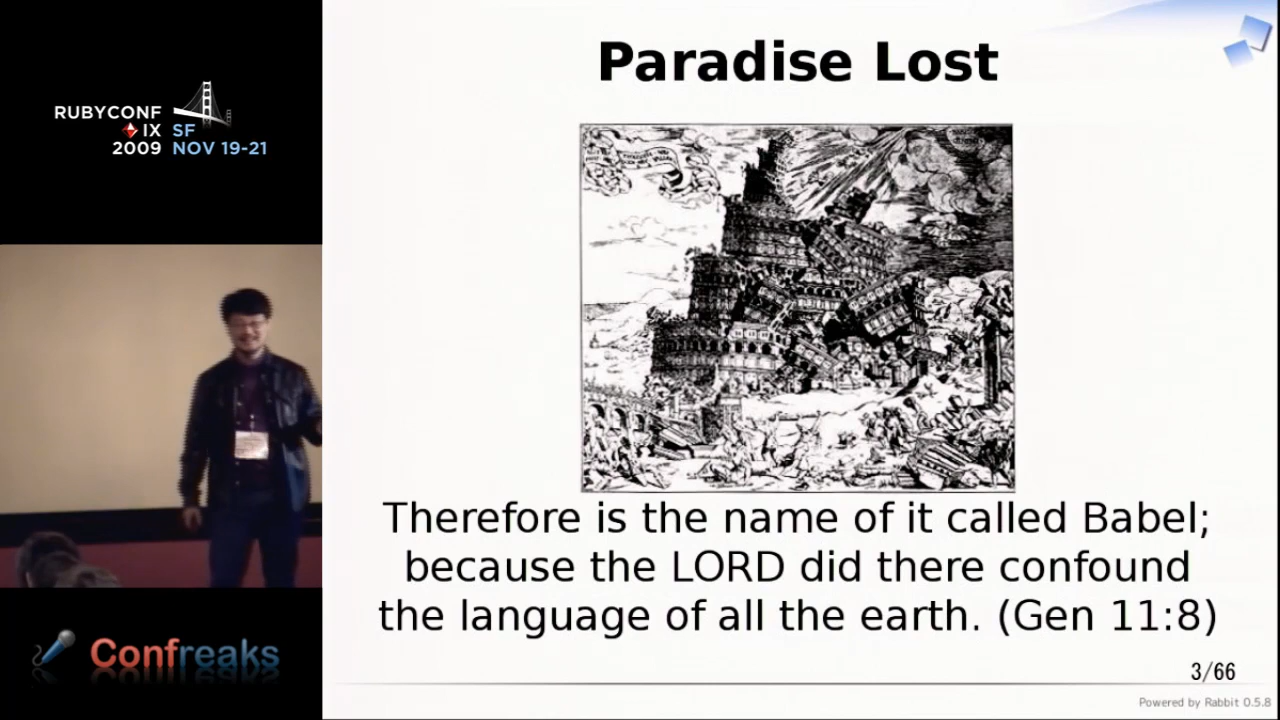 RUBYCONF
IX SF
2009 NOV 19-21
Confreaks
Paradise Lost
Therefore is the name of it called Babel;
because the LORD did there confound
the language of all the earth. (Gen 11:8)
3/66
Powered by Rabbit 0.5.8